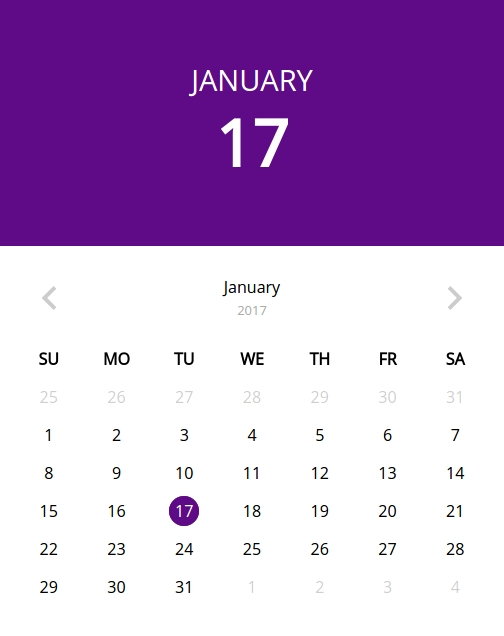 JANUARY
17
January
2017
SU MO TU WE TH FR SA
25 26 27 28 29 30 31
1 2 3 4 5 6 7
8 9 10 11 12 13 14
15 16 17 18 19 20 21
22 23 24 25 26 27 28
29 30 31 1 2 3 4